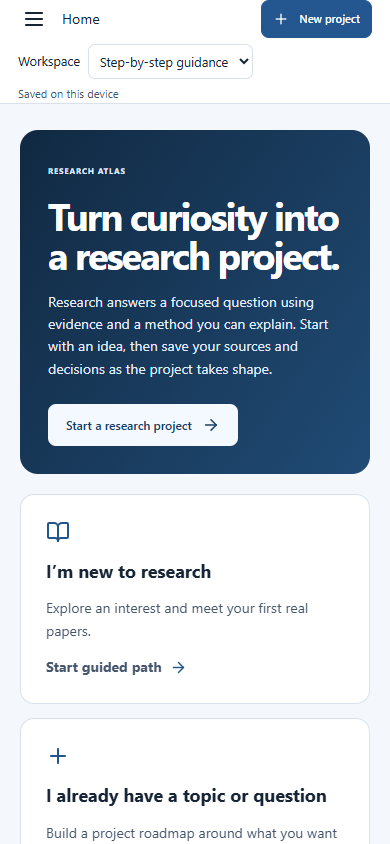 Home
New project
Workspace
Step-by-step guidance
Saved on this device
RESEARCH ATLAS
Turn curiosity into
a research project.
Research answers a focused question using
evidence and a method you can explain. Start
with an idea, then save your sources and
decisions as the project takes shape.
Start a research project
I’m new to research
Explore an interest and meet your first real
papers.
Start guided path
I already have a topic or question
Build a project roadmap around what you want